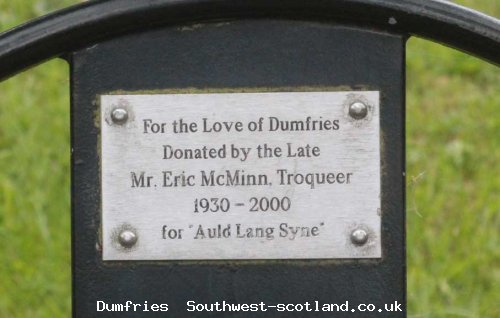 For the Love of Dumfries
Donated by the Late
Mr. Eric McMinn, Troqueer
1930 - 2000
for "Auld Lang Syne"
Dumfries Southwest-scotland.co.uk